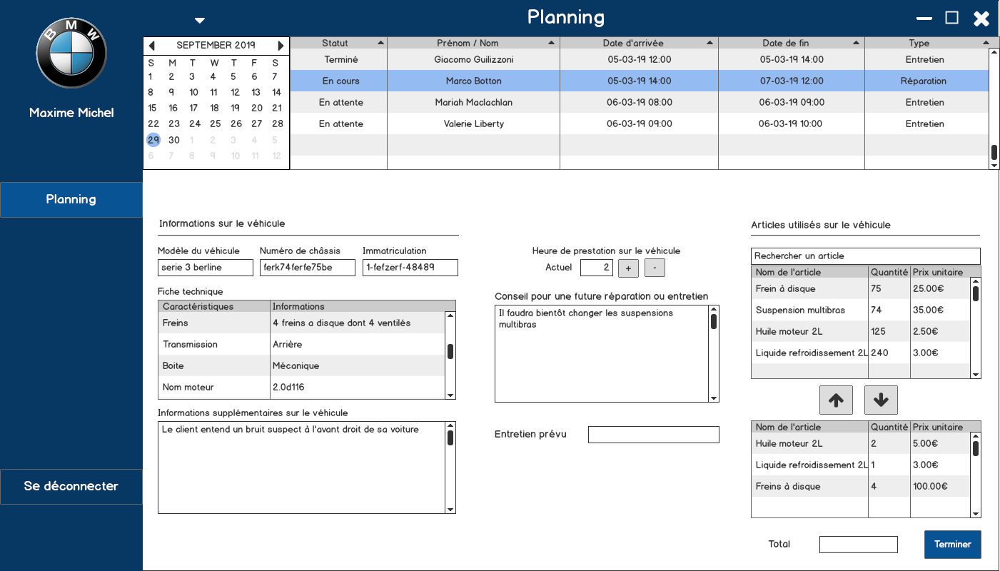 Planning
BMW
Maxime Michel
Planning
Se déconnecter
SEPTEMBER 2019
S M T W T F S
1 2 3 4 5 6 7
8 9 10 11 12 13 14
15 16 17 18 19 20 21
22 23 24 25 26 27 28
29 30 1 2 3 4 5
6 7 8 9 10 11 12
Statut Prénom / Nom Date d'arrivée Date de fin Type
Terminé Giacomo Guilizzoni 05-03-19 12:00 05-03-19 14:00 Entretien
En cours Marco Botton 05-03-19 14:00 07-03-19 12:00 Réparation
En attente Mariah Maclachlan 06-03-19 08:00 06-03-19 09:00 Entretien
En attente Valerie Liberty 06-03-19 09:00 06-03-19 10:00 Entretien
Informations sur le véhicule
Modèle du véhicule Numéro de châssis Immatriculation
serie 3 berline ferk74ferfe75be 1-fefzerf-48489
Fiche technique
Caractéristiques Informations
Freins 4 freins a disque dont 4 ventilés
Transmission Arrière
Boite Mécanique
Nom moteur 2.0d116
Informations supplémentaires sur le véhicule
Le client entend un bruit suspect à l'avant droit de sa voiture
Heure de prestation sur le véhicule
Actuel 2 + -
Conseil pour une future réparation ou entretien
Il faudra bientôt changer les suspensions
multibras
Entretien prévu
Articles utilisés sur le véhicule
Rechercher un article
Nom de l'article Quantité Prix unitaire
Frein à disque 75 25.00€
Suspension multibras 74 35.00€
Huile moteur 2L 125 2.50€
Liquide refroidissement 2L 240 3.00€
Nom de l'article Quantité Prix unitaire
Huile moteur 2L 2 5.00€
Liquide refroidissement 2L 1 3.00€
Freins à disque 4 100.00€
Total
Terminer